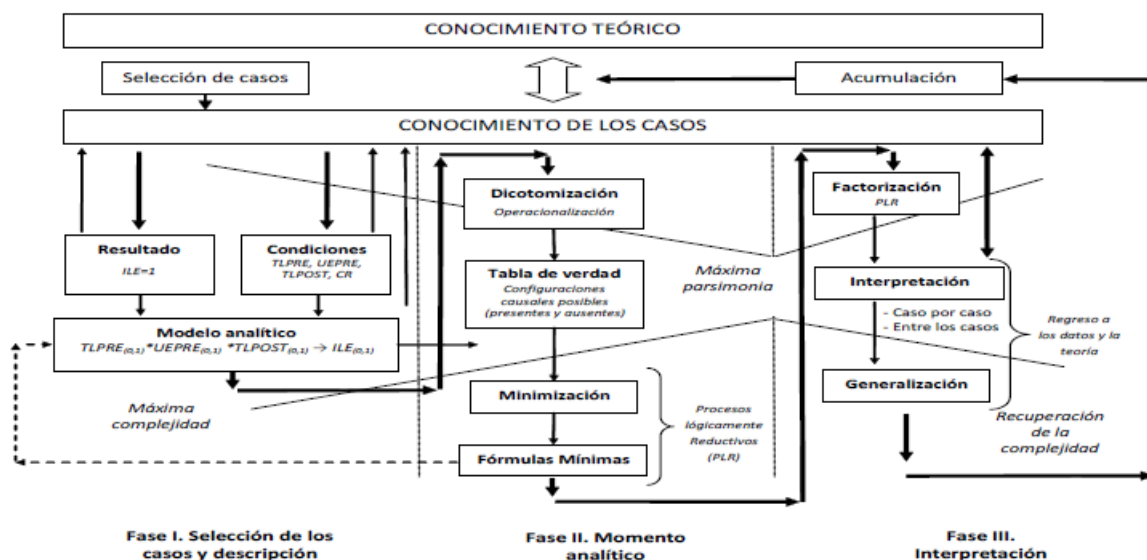 CONOCIMIENTO TEÓRICO
Selección de casos
Acumulación
CONOCIMIENTO DE LOS CASOS
Resultado
ILE=1
Condiciones
TLPRE, UEPRE,
TLPOST, CR
Modelo analítico
TLPRE(0,1)*UEPRE(0,1) *TLPOST(0,1) → ILE(0,1)
Máxima
complejidad
Dicotomización
Operacionalización
Tabla de verdad
Configuraciones
causales posibles
(presentes y ausentes)
Minimización
Fórmulas Mínimas
Procesos
lógicamente
Reductivos
(PLR)
Máxima
parsimonia
Factorización
PLR
Interpretación
- Caso por caso
- Entre los casos
Generalización
Regreso a
los datos y la
teoría
Recuperación
de la
complejidad
Fase I. Selección de los
casos y descripción
Fase II. Momento
analítico
Fase III.
Interpretación